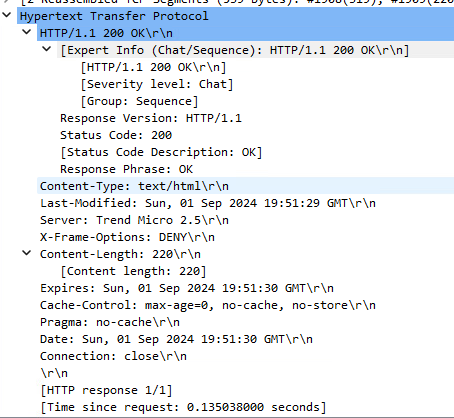 [2 Reassembled TCP Segments (539 bytes): #1908(319), #1909(220
Hypertext Transfer Protocol
HTTP/1.1 200 OK\r\n
[Expert Info (Chat/Sequence): HTTP/1.1 200 OK\r\n]
[HTTP/1.1 200 OK\r\n]
[Severity level: Chat]
[Group: Sequence]
Response Version: HTTP/1.1
Status Code: 200
[Status Code Description: OK]
Response Phrase: OK
Content-Type: text/html\r\n
Last-Modified: Sun, 01 Sep 2024 19:51:29 GMT\r\n
Server: Trend Micro 2.5\r\n
X-Frame-Options: DENY\r\n
Content-Length: 220\r\n
[Content length: 220]
Expires: Sun, 01 Sep 2024 19:51:30 GMT\r\n
Cache-Control: max-age=0, no-cache, no-store\r\n
Pragma: no-cache\r\n
Date: Sun, 01 Sep 2024 19:51:30 GMT\r\n
Connection: close\r\n
\r\n
[HTTP response 1/1]
[Time since request: 0.135038000 seconds]